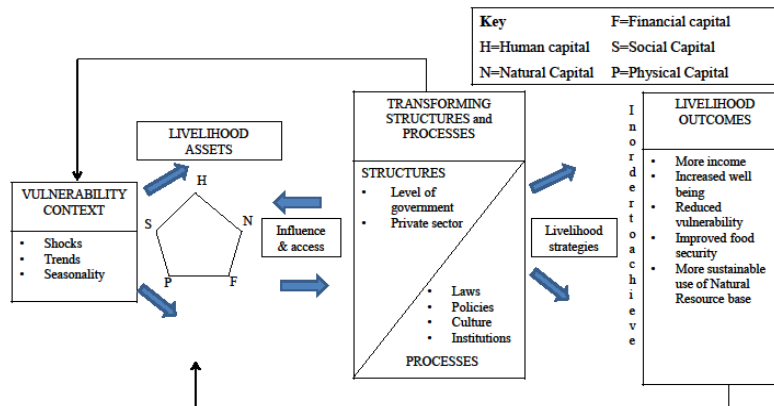 Key F=Financial capital
H=Human capital S=Social Capital
N=Natural Capital P=Physical Capital
LIVELIHOOD
ASSETS
H
S
N
P
F
VULNERABILITY
CONTEXT
• Shocks
• Trends
• Seasonality
Influence
& access
TRANSFORMING
STRUCTURES and
PROCESSES
STRUCTURES
• Level of
government
• Private sector
• Laws
• Policies
• Culture
• Institutions
PROCESSES
Livelihood
strategies
Inordertoachieve
LIVELIHOOD
OUTCOMES
• More income
• Increased well
being
• Reduced
vulnerability
• Improved food
security
• More sustainable
use of Natural
Resource base